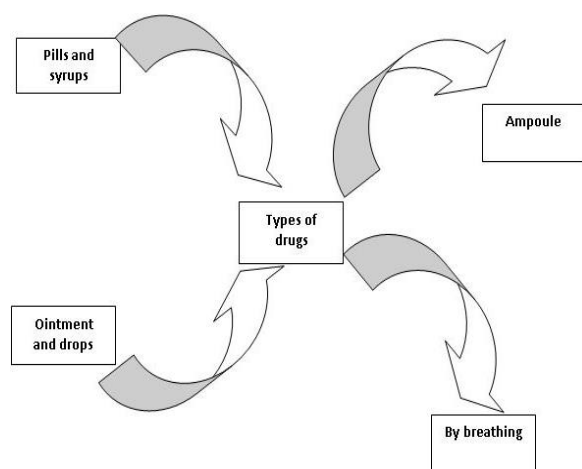 Pills and
syrups
Ampoule
Types of
drugs
Ointment
and drops
By breathing